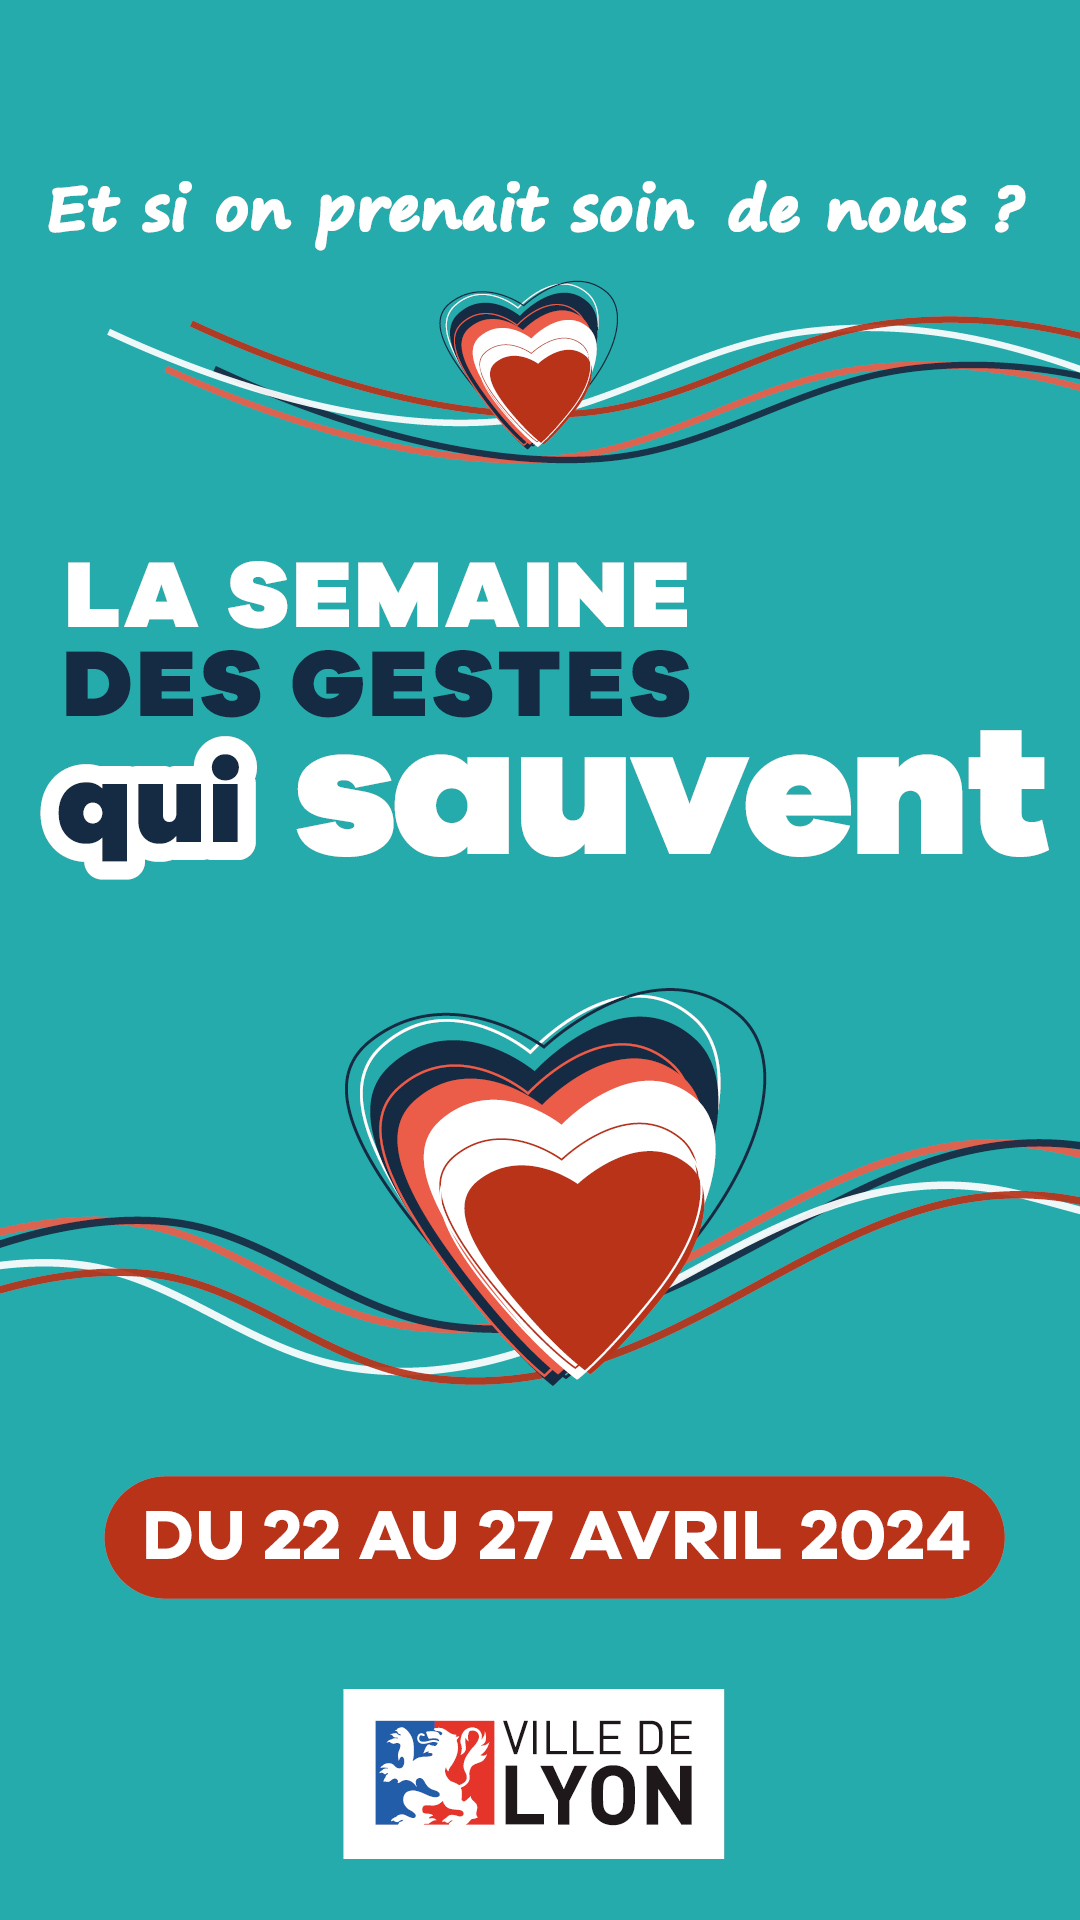 Et si on prenait soin de nous ?
LA SEMAINE
DES GESTES
qui sauvent
DU 22 AU 27 AVRIL 2024
VILLE DE
LYON